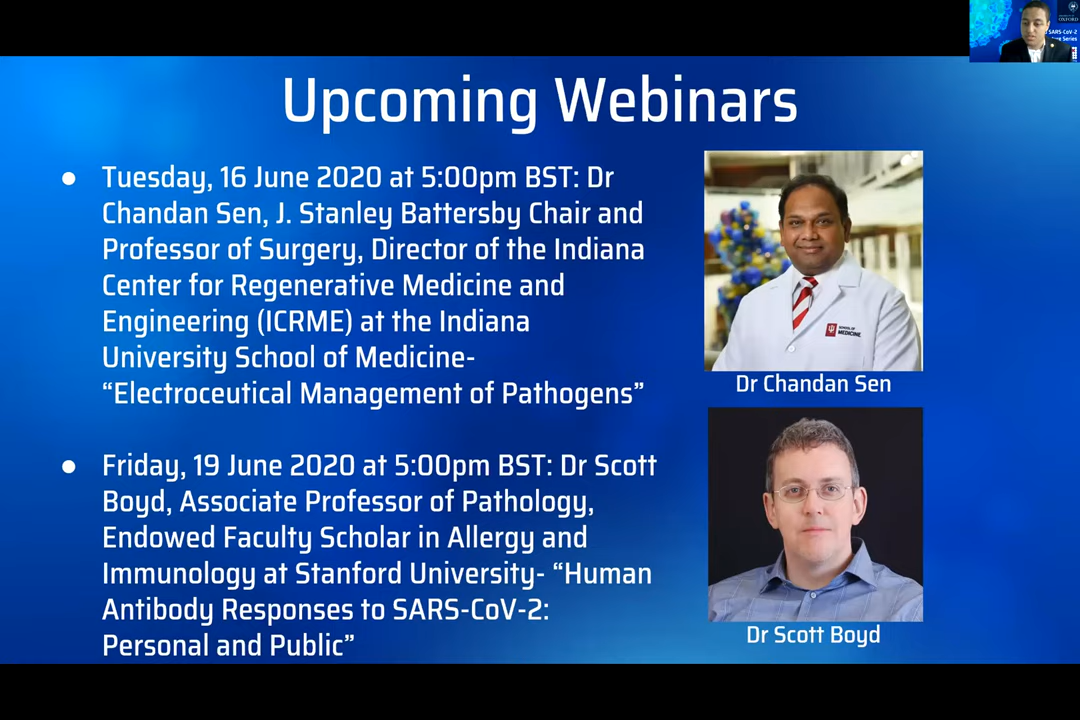 OXFORD
SARS-CoV-2
Series
Upcoming Webinars
● Tuesday, 16 June 2020 at 5:00pm BST: Dr
Chandan Sen, J. Stanley Battersby Chair and
Professor of Surgery, Director of the Indiana
Center for Regenerative Medicine and
Engineering (ICRME) at the Indiana
University School of Medicine-
“Electroceutical Management of Pathogens”
● Friday, 19 June 2020 at 5:00pm BST: Dr Scott
Boyd, Associate Professor of Pathology,
Endowed Faculty Scholar in Allergy and
Immunology at Stanford University- “Human
Antibody Responses to SARS-CoV-2:
Personal and Public”
SCHOOL OF
MEDICINE
Dr Chandan Sen
Dr Scott Boyd